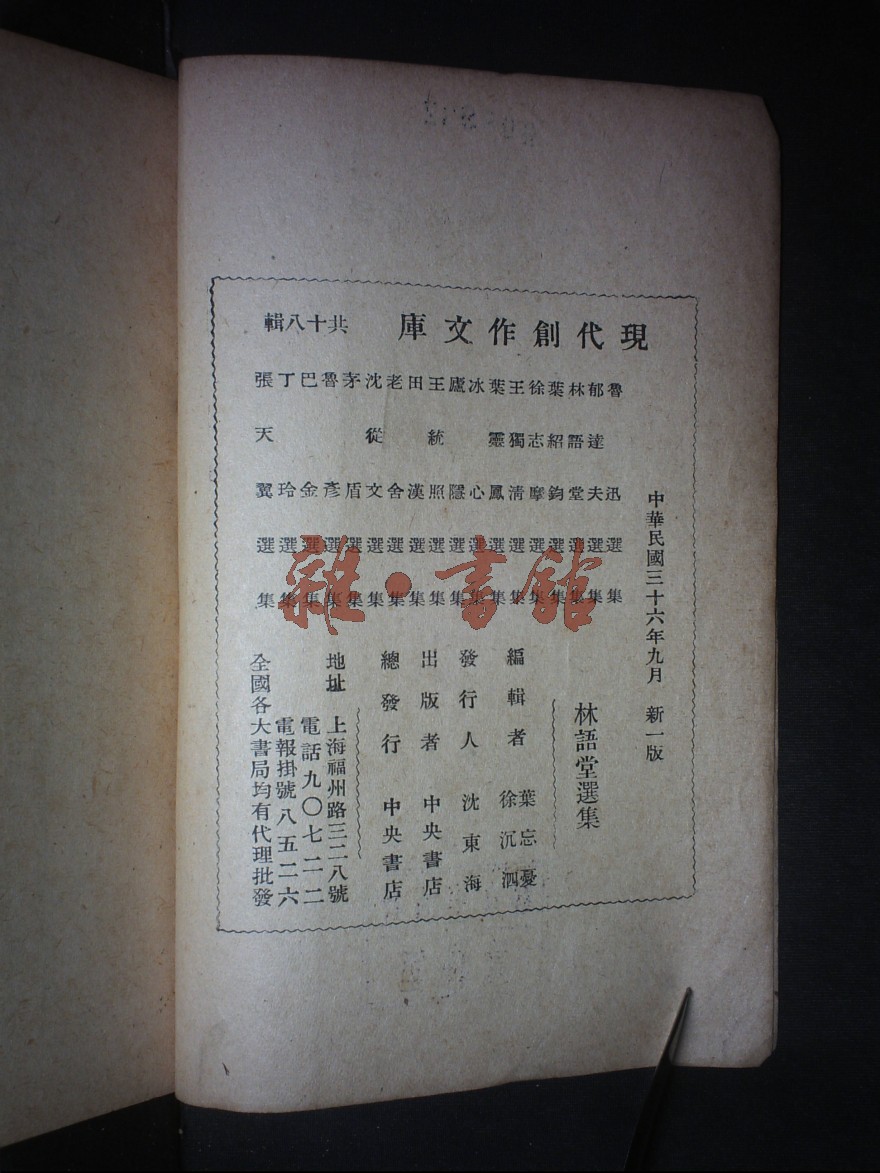 現代創作文庫 共十八輯
魯迅選集
郁達夫選集
林語堂選集
葉紹鈞選集
徐志摩選集
王獨清選集
葉靈鳳選集
冰心選集
廬隱選集
王統照選集
田漢選集
老舍選集
沈從文選集
茅盾選集
魯彥選集
巴金選集
丁玲選集
張天翼選集
中華民國三十六年九月 新一版
林語堂選集
編輯者 葉忘憂
徐沉泗
發行人 沈東海
出版者 中央書店
總發行 中央書店
地址 上海福州路三二八號
電話九〇七二二
電報掛號八五二六
全國各大書局均有代理批發
雜·書館